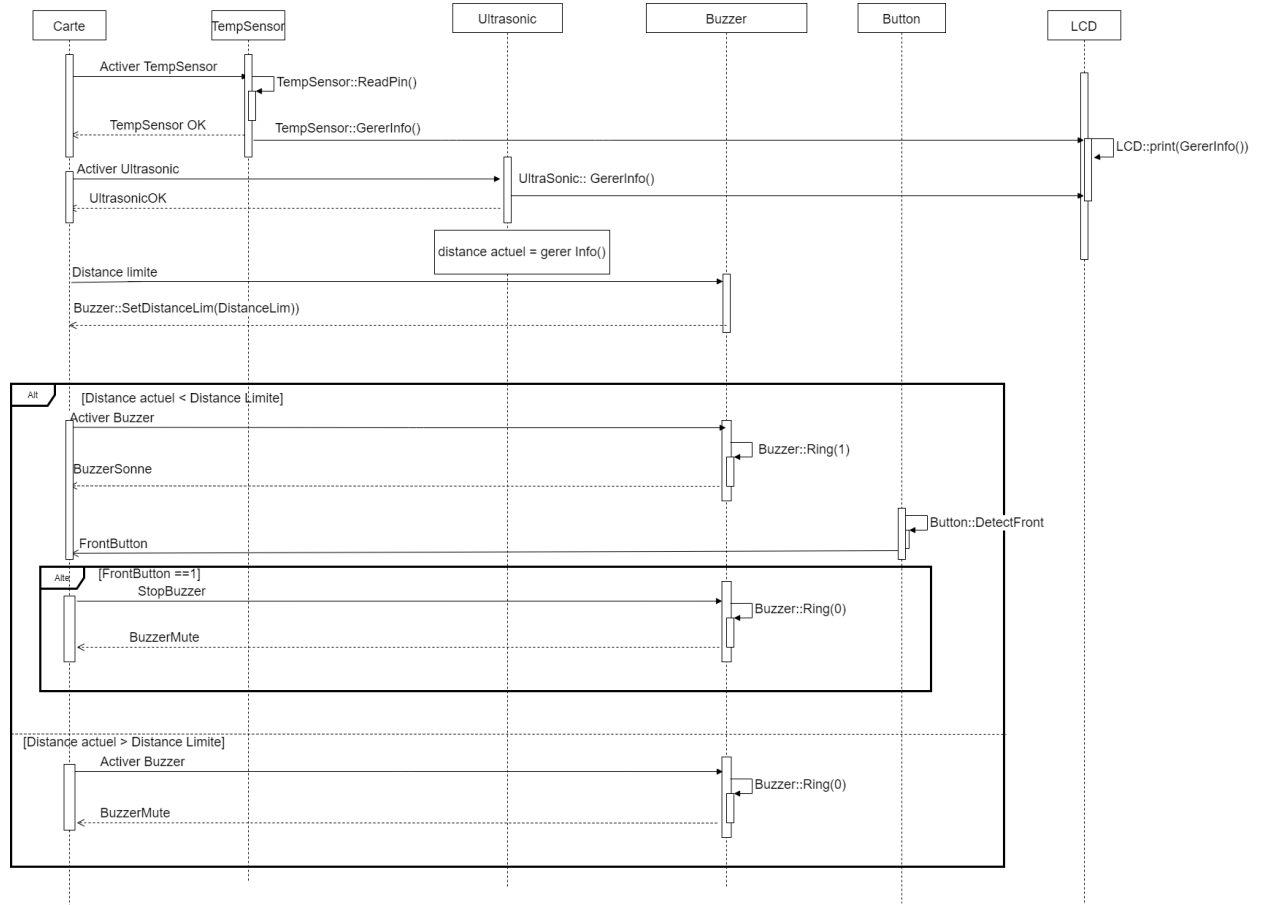 Carte
TempSensor
Ultrasonic
Buzzer
Button
LCD
Activer TempSensor
TempSensor::ReadPin()
TempSensor OK
TempSensor::GererInfo()
LCD::print(GererInfo())
Activer Ultrasonic
UltraSonic:: GererInfo()
UltrasonicOK
distance actuel = gerer Info()
Distance limite
Buzzer::SetDistanceLim(DistanceLim))
Alt
[Distance actuel < Distance Limite]
Activer Buzzer
Buzzer::Ring(1)
BuzzerSonne
Button::DetectFront
FrontButton
Alte
[FrontButton ==1]
StopBuzzer
Buzzer::Ring(0)
BuzzerMute
[Distance actuel > Distance Limite]
Activer Buzzer
Buzzer::Ring(0)
BuzzerMute